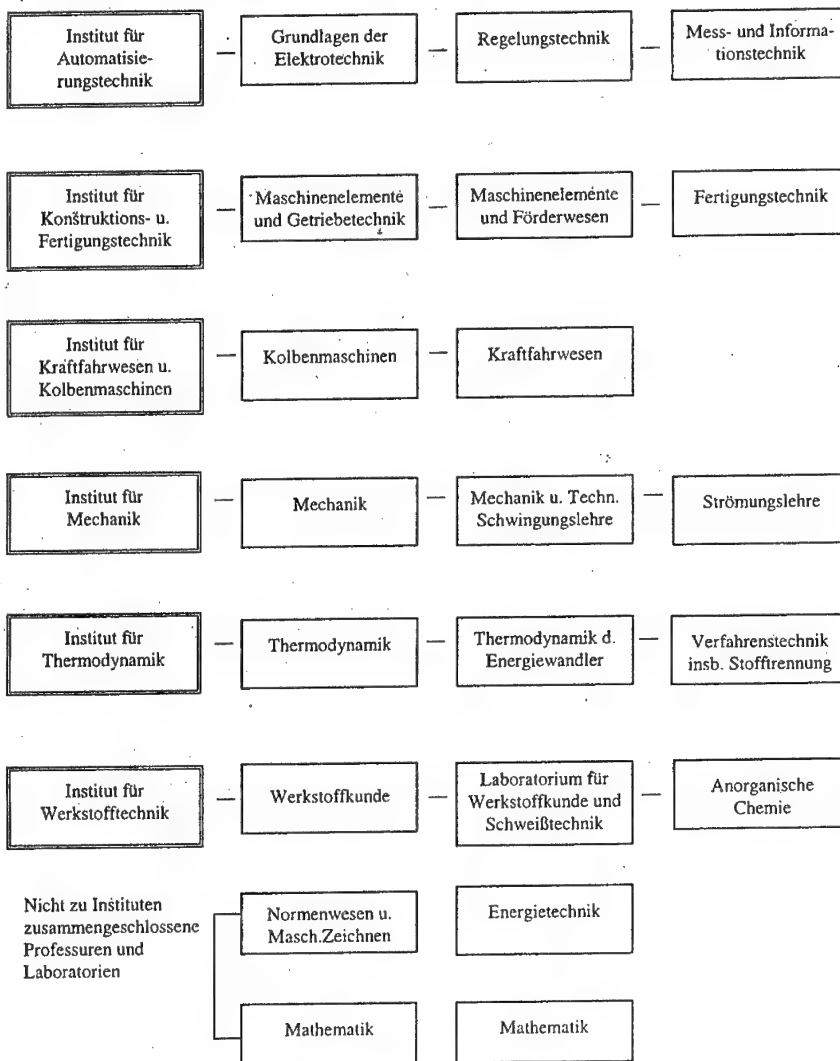 Institut für
Automatisie-
rungstechnik
Grundlagen der
Elektrotechnik
Regelungstechnik
Mess- und Informa-
tionstechnik
Institut für
Konstruktions- u.
Fertigungstechnik
Maschinenelemente
und Getriebetechnik
Maschinenelemente
und Förderwesen
Fertigungstechnik
Institut für
Kraftfahrwesen u.
Kolbenmaschinen
Kolbenmaschinen
Kraftfahrwesen
Institut für
Mechanik
Mechanik
Mechanik u. Techn.
Schwingungslehre
Strömungslehre
Institut für
Thermodynamik
Thermodynamik
Thermodynamik d.
Energiewandler
Verfahrenstechnik
insb. Stofftrennung
Institut für
Werkstofftechnik
Werkstoffkunde
Laboratorium für
Werkstoffkunde und
Schweißtechnik
Anorganische
Chemie
Nicht zu Instituten
zusammengeschlossene
Professuren und
Laboratorien
Normenwesen u.
Masch.Zeichnen
Energietechnik
Mathematik
Mathematik